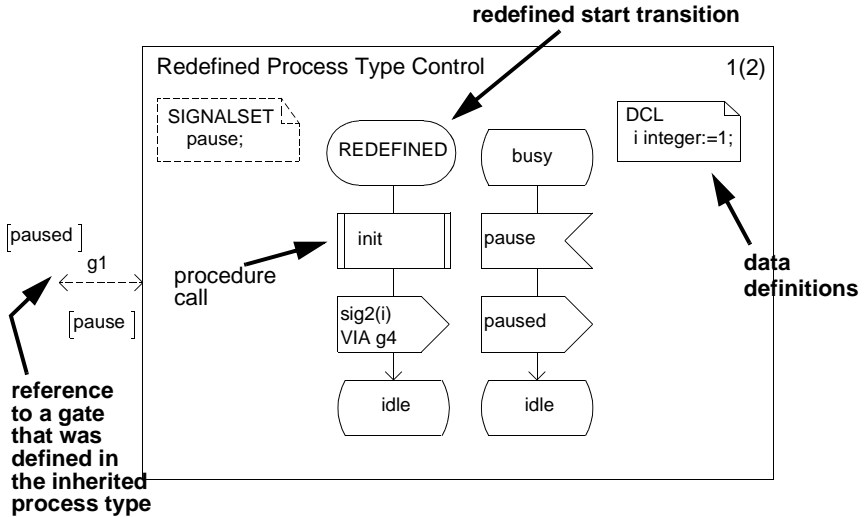 redefined start transition
Redefined Process Type Control
1(2)
SIGNALSET
pause;
REDEFINED
busy
DCL
i integer:=1;
init
pause
[paused ]
g1
procedure
call
data
definitions
[pause ]
sig2(i)
VIA g4
paused
idle
idle
reference
to a gate
that was
defined in
the inherited
process type